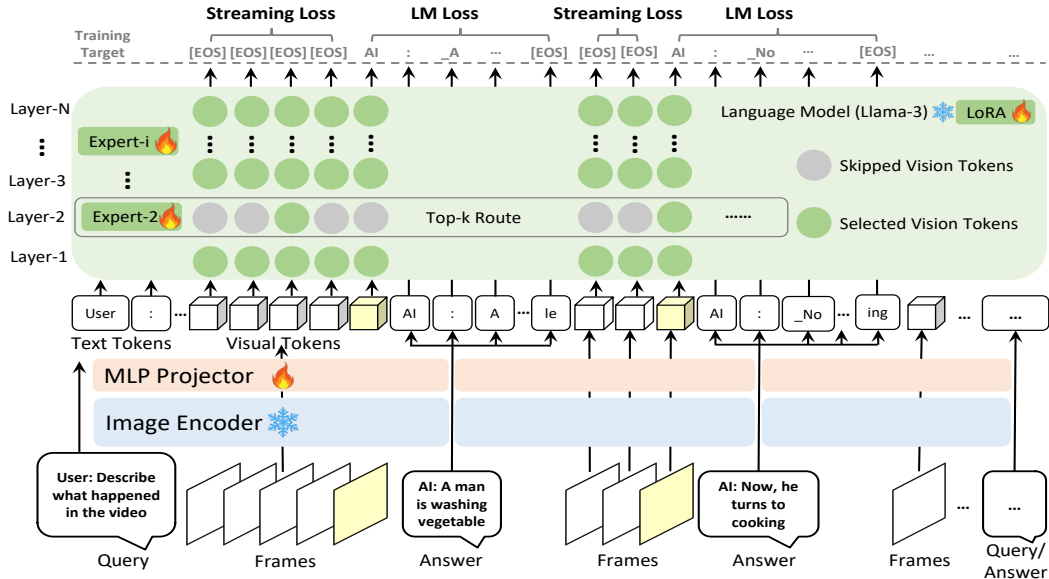 Streaming Loss LM Loss Streaming Loss LM Loss
Training
Target
[EOS] [EOS] [EOS] [EOS] AI : _A ... [EOS] [EOS] [EOS] AI : _No ... [EOS] ... ...
Layer-N
Language Model (Llama-3) LoRA
Expert-i
Skipped Vision Tokens
Layer-3
Layer-2 Expert-2 Top-k Route ......
Selected Vision Tokens
Layer-1
User : ... AI : A ... le AI : _No ... ing ... ...
Text Tokens Visual Tokens
MLP Projector
Image Encoder
User: Describe
what happened
in the video
AI: A man
is washing
vegetable
AI: Now, he
turns to
cooking
... ...
Query Frames Answer Frames Answer Frames Query/
Answer